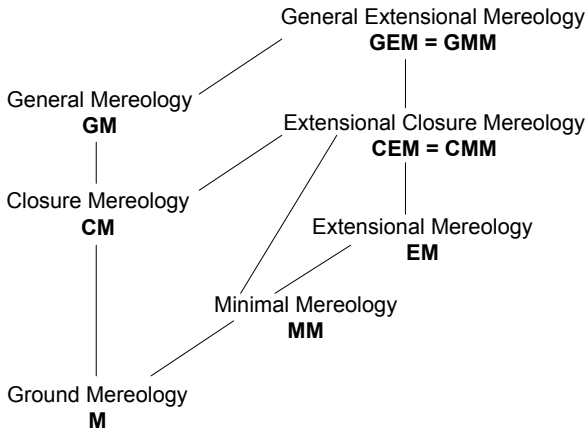 General Extensional Mereology
GEM = GMM
General Mereology
GM
Extensional Closure Mereology
CEM = CMM
Closure Mereology
CM
Extensional Mereology
EM
Minimal Mereology
MM
Ground Mereology
M